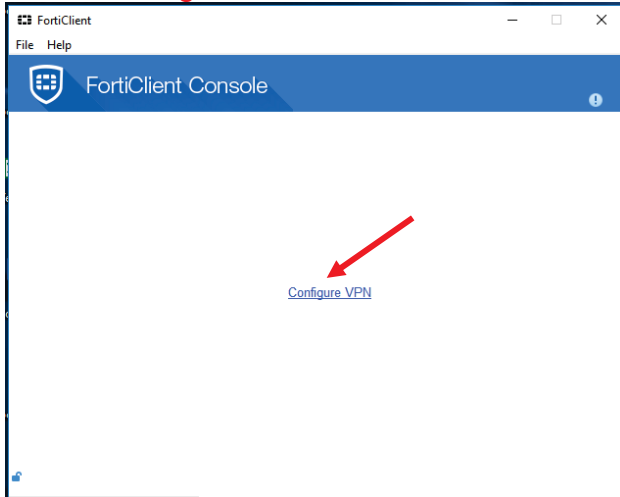 FortiClient
File Help
FortiClient Console
Configure VPN